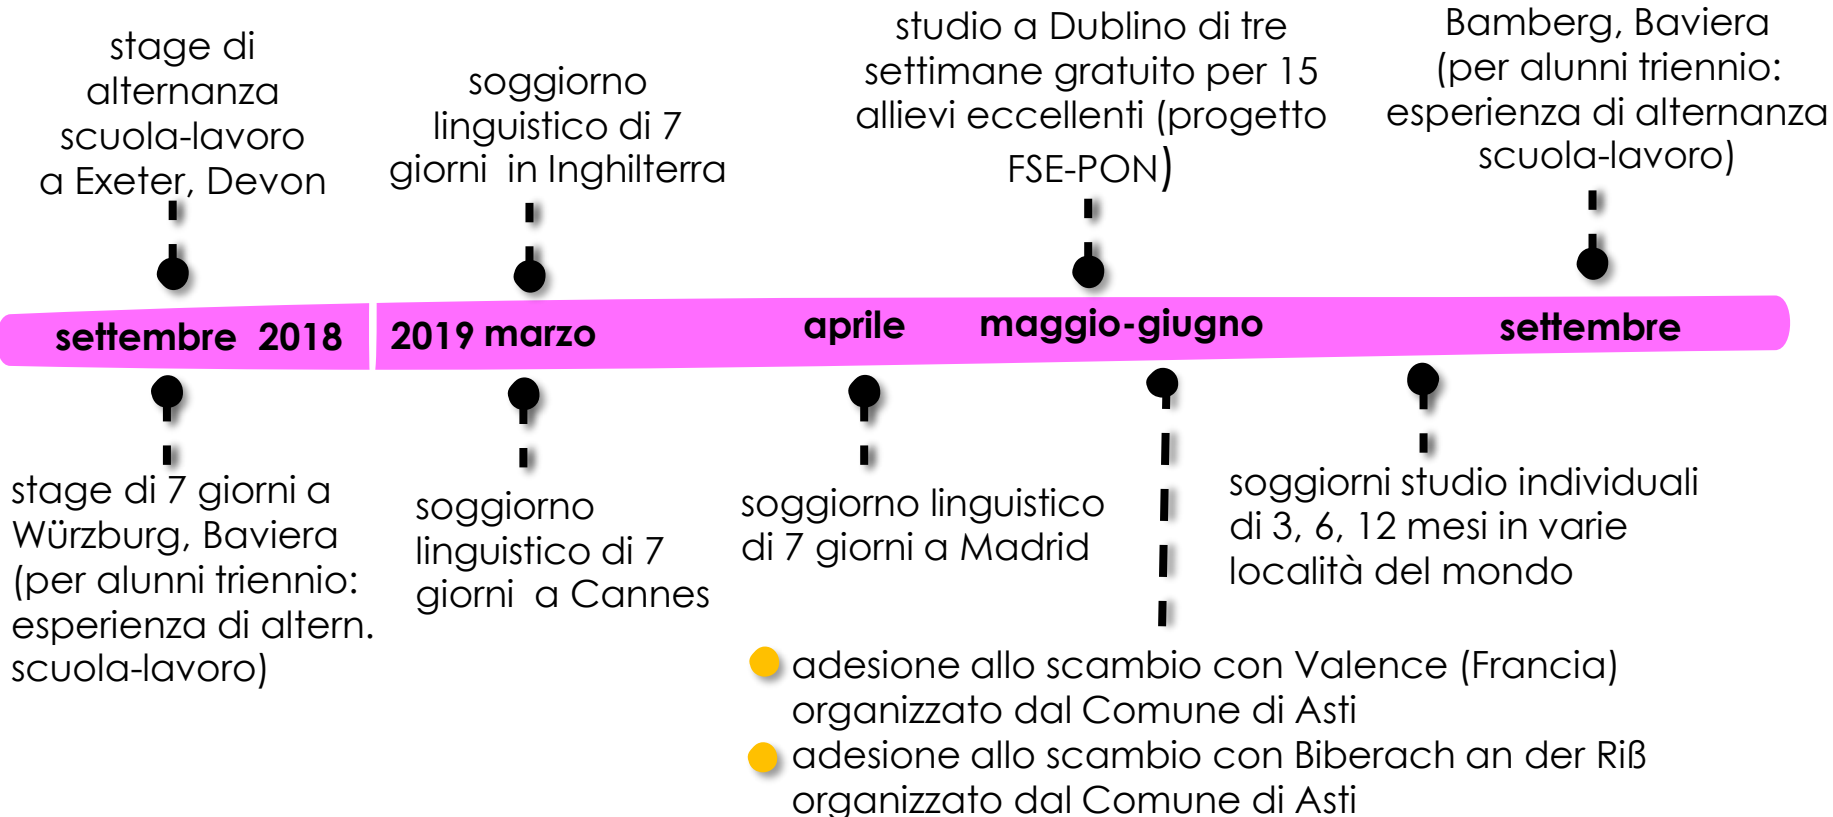 stage di
alternanza
scuola-lavoro
a Exeter, Devon
soggiorno
linguistico di 7
giorni in Inghilterra
studio a Dublino di tre
settimane gratuito per 15
allievi eccellenti (progetto
FSE-PON)
Bamberg, Baviera
(per alunni triennio:
esperienza di alternanza
scuola-lavoro)
settembre 2018
2019 marzo
aprile
maggio-giugno
settembre
stage di 7 giorni a
Würzburg, Baviera
(per alunni triennio:
esperienza di altern.
scuola-lavoro)
soggiorno
linguistico di 7
giorni a Cannes
soggiorno linguistico
di 7 giorni a Madrid
soggiorni studio individuali
di 3, 6, 12 mesi in varie
località del mondo
adesione allo scambio con Valence (Francia)
organizzato dal Comune di Asti
adesione allo scambio con Biberach an der Riß
organizzato dal Comune di Asti